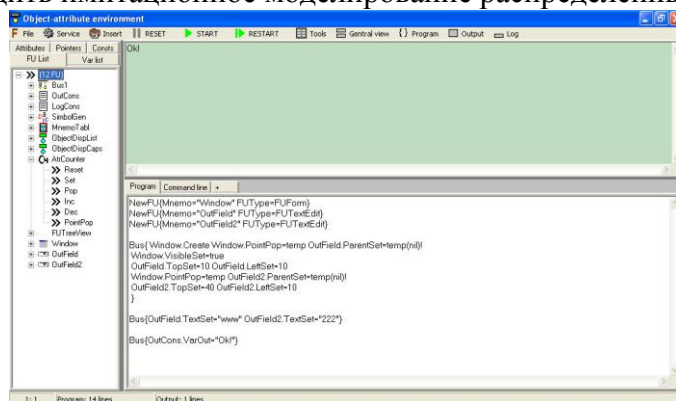 дить имитационное моделирование
Object-attribute environment
File Service Insert RESET START RESTART Tools Gentral view Program Output Log
Attributes Pointers Consts
FU List Var list
(12 FU)
Bus1
OutCons
LogCons
SimbolGen
MnemoTabl
ObjectDispList
ObjectDispCaps
AtrCounter
Reset
Set
Pop
Inc
Dec
PointPop
FUTreeView
Window
OutField
OutField2
Ok!
Program Command line +
NewFU{Mnemo="Window" FUType=FUForm}
NewFU{Mnemo="OutField" FUType=FUTextEdit}
NewFU{Mnemo="OutField2" FUType=FUTextEdit}
Bus{ Window.Create Window.PointPop=temp OutField.ParentSet=temp(nil)!
Window.VisibleSet=true
OutField.TopSet=10 OutField.LeftSet=10
Window.PointPop=temp OutField2.ParentSet=temp(nil)!
OutField2.TopSet=40 OutField2.LeftSet=10
}
Bus{OutField.TextSet="www" OutField2.TextSet="222"}
Bus{OutCons.VarOut="Ok!"}
1: 1 Program: 14 lines Output: 1 lines